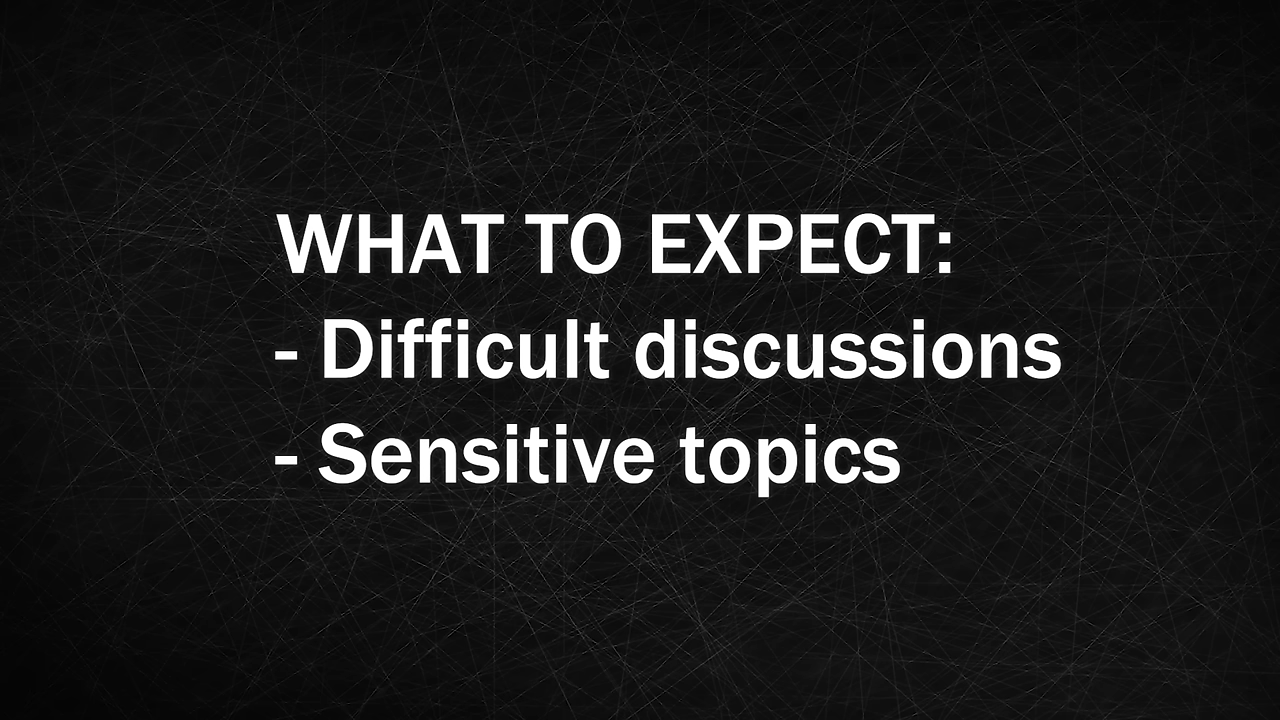 WHAT TO EXPECT:
- Difficult discussions
- Sensitive topics